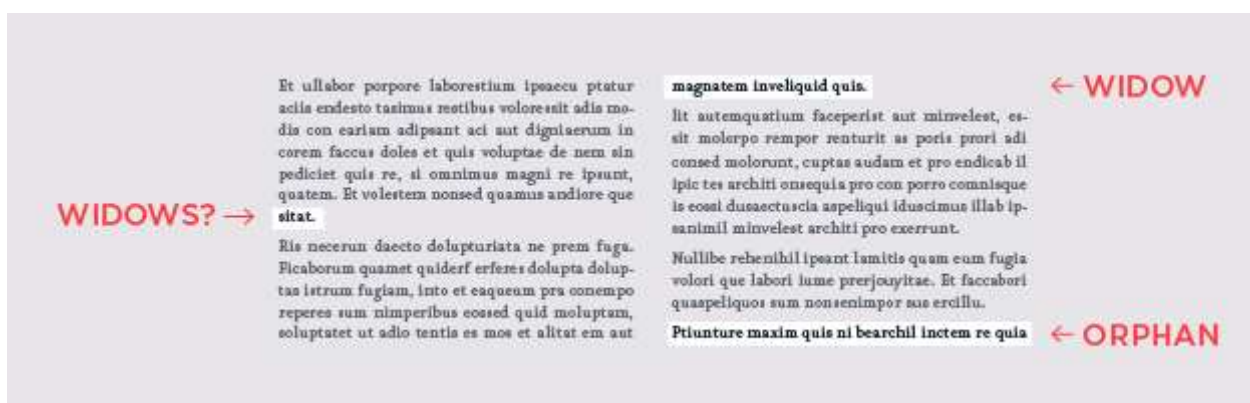 Et ullabor porpore laborestium ipsaecu ptatur
aciis endesto tasimus restibus voloressit adis mo-
dis con eariam adipsant aci aut digniaerum in
corem faccus doles et quis voluptae de nem sin
pediciet quis re, si omnimus magni re ipsunt,
quatem. Et volestem nonsed quamus andiore que
WIDOWS? →
sitat.
Ris necerun daecto dolupturiata ne prem fuga.
Ficaborum quamet quiderf erferes dolupta dolup-
tas istrum fugiam, into et eaqueum pra conempo
reperes sum nimperibus eossed quid moluptam,
soluptatet ut adio tentis es mos et alitat em aut
magnatem inveliquid quis.
← WIDOW
Iit autemquatium faceperist aut minvelest, es-
sit molorpo rempor renturit as poris prori adi
consed molorunt, cuptas audam et pro endicab il
ipic tes architi onsequia pro con porro comnisque
is eossi dusaectuscia aspeliqui iduscimus illab ip-
sanimil minvelest architi pro exerrunt.
Nullibe rehenihil ipsant lamitis quam eum fugia
volori que labori iume prerjouyitae. Et faccabori
quaspeliquos sum nonsenimpor sus ercillu.
Ptiunture maxim quis ni bearchil inctem re quia
← ORPHAN